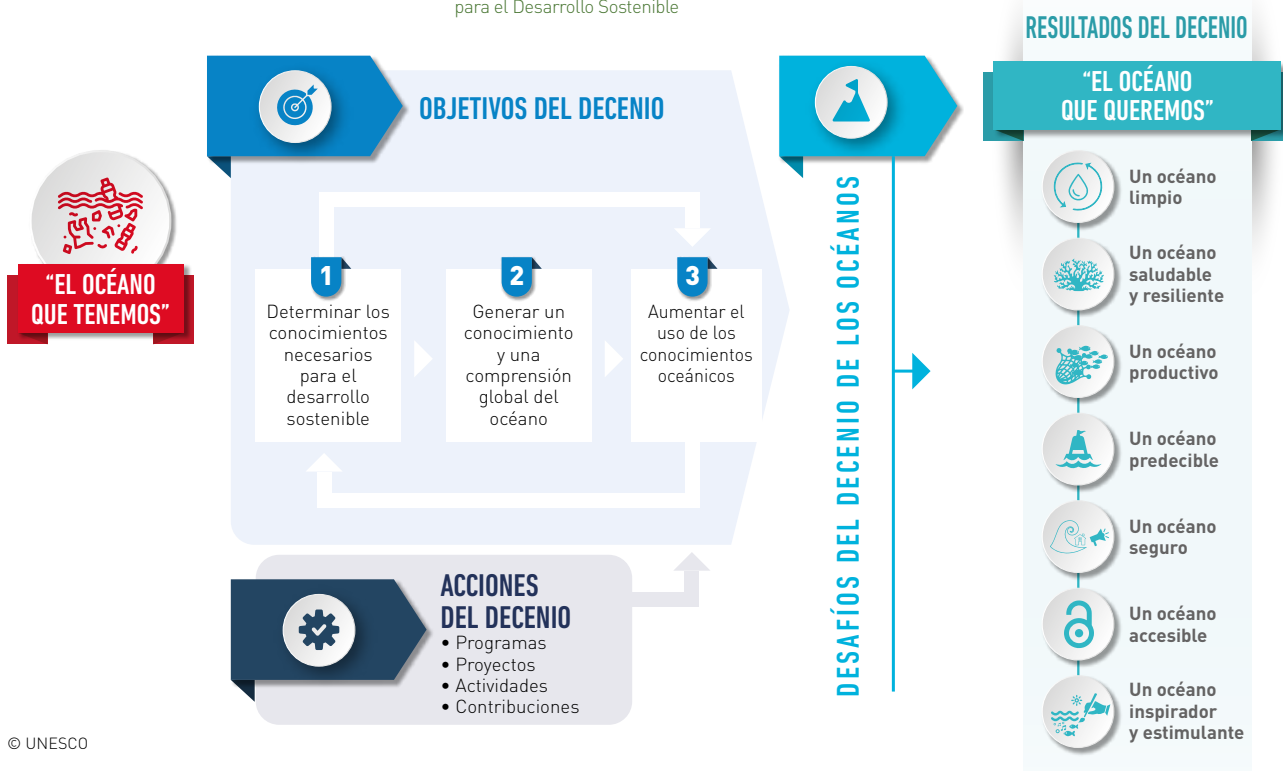 para el Desarrollo Sostenible
"EL OCÉANO
QUE TENEMOS"
OBJETIVOS DEL DECENIO
1
Determinar los
conocimientos
necesarios
para el
desarrollo
sostenible
2
Generar un
conocimiento
y una
comprensión
global del
océano
3
Aumentar el
uso de los
conocimientos
oceánicos
ACCIONES
DEL DECENIO
• Programas
• Proyectos
• Actividades
• Contribuciones
DESAFÍOS DEL DECENIO DE LOS OCÉANOS
RESULTADOS DEL DECENIO
"EL OCÉANO
QUE QUEREMOS"
Un océano
limpio
Un océano
saludable
y resiliente
Un océano
productivo
Un océano
predecible
Un océano
seguro
Un océano
accesible
Un océano
inspirador
y estimulante
© UNESCO